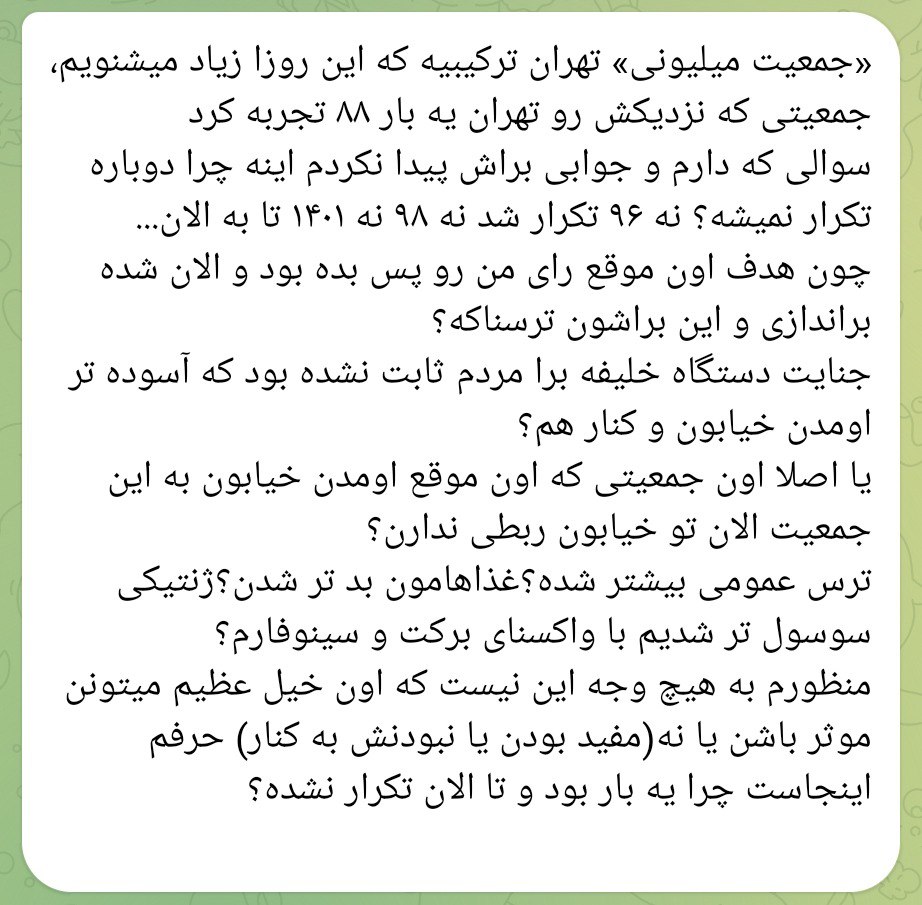 «جمعیت میلیونی» تهران ترکیبیه که این روزا زیاد میشنویم،
جمعیتی که نزدیکش رو تهران یه بار ۸۸ تجربه کرد
سوالی که دارم و جوابی براش پیدا نکردم اینه چرا دوباره
تکرار نمیشه؟ نه ۹۶ تکرار شد نه ۹۸ نه ۱۴۰۱ تا به الان...
چون هدف اون موقع رای من رو پس بده بود و الان شده
براندازی و این براشون ترسناکه؟
جنایت دستگاه خلیفه برا مردم ثابت نشده بود که آسوده تر
اومدن خیابون و کنار هم؟
یا اصلا اون جمعیتی که اون موقع اومدن خیابون به این
جمعیت الان تو خیابون ربطی ندارن؟
ترس عمومی بیشتر شده؟غذاهامون بد تر شدن؟ژنتیکی
سوسول تر شدیم با واکسنای برکت و سینوفارم؟
منظورم به هیچ وجه این نیست که اون خیل عظیم میتونن
موثر باشن یا نه(مفید بودن یا نبودنش به کنار) حرفم
اینجاست چرا یه بار بود و تا الان تکرار نشده؟